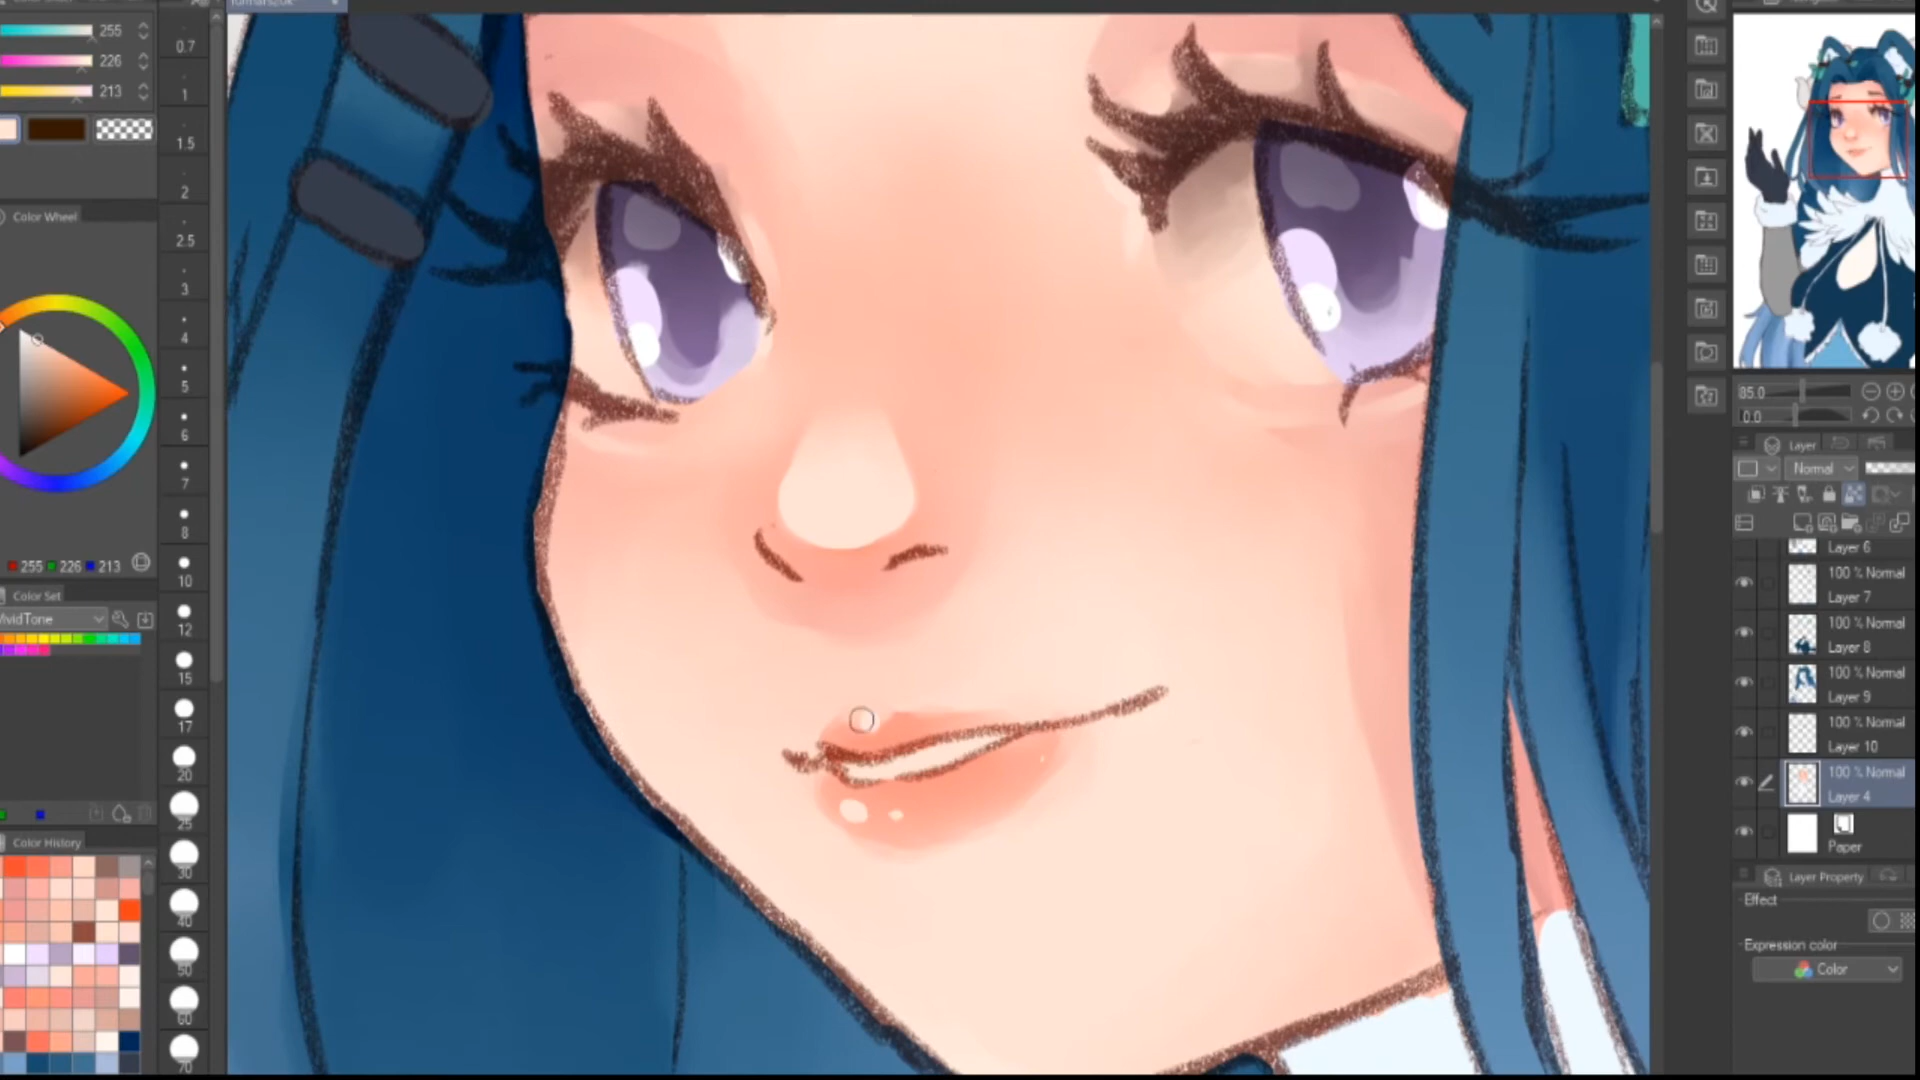 255
226
213
Color Wheel
255 226 213
Color Set
VividTone
Color History
0.7
1
1.5
2
2.5
3
4
5
6
7
8
10
12
15
17
20
25
30
40
50
60
70
85.0
0.0
Layer
Normal
Layer 6
100 % Normal
Layer 7
100 % Normal
Layer 8
100 % Normal
Layer 9
100 % Normal
Layer 10
100 % Normal
Layer 4
Paper
Layer Property
Effect
Expression color
Color